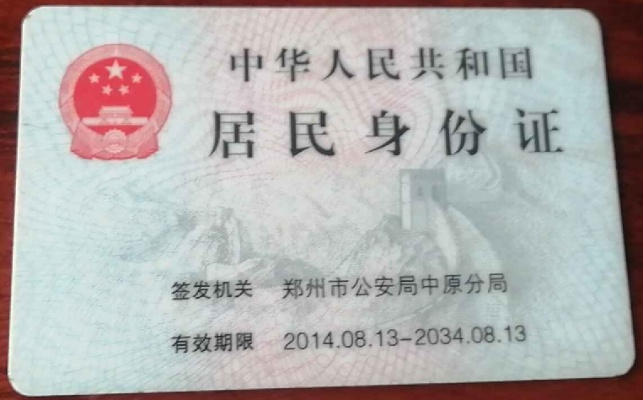 中华人民共和国
居民身份证
签发机关 郑州市公安局中原分局
有效期限 2014.08.13-2034.08.13